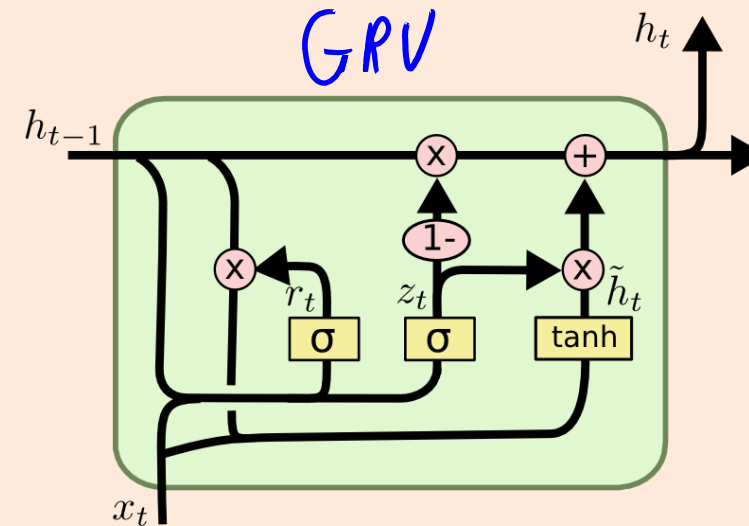 GRU
h_t
h_{t-1}
x
+
1-
x
x
r_t
z_t
h̃_t
σ
σ
tanh
x_t